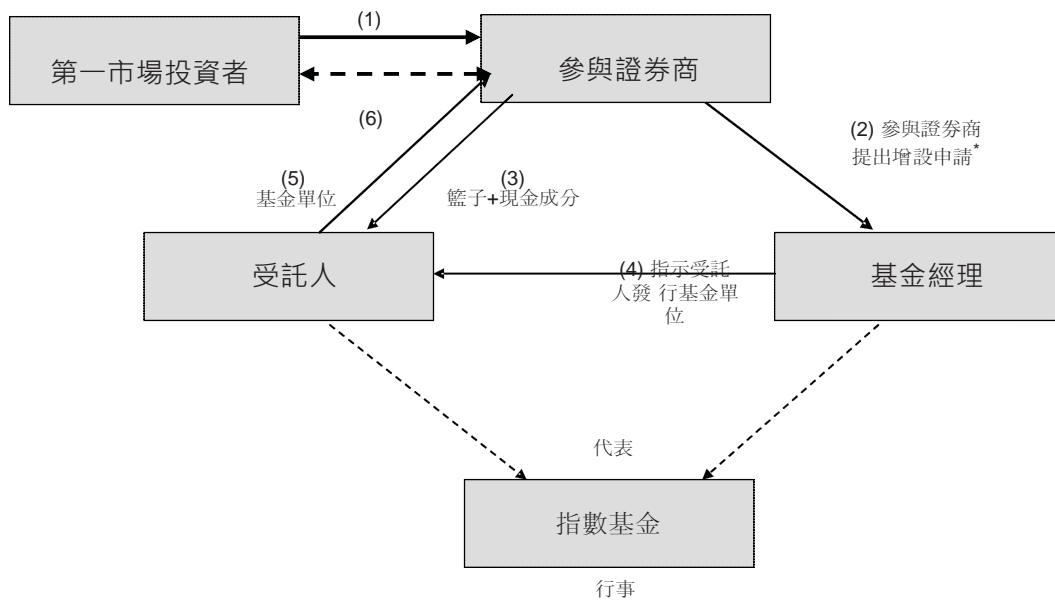 (1)
第一市場投資者
參與證券商
(6)
(2) 參與證券商
提出增設申請*
(5)
基金單位
(3)
籃子+現金成分
受託人
(4) 指示受託
人發 行基金單
位
基金經理
代表
指數基金
行事